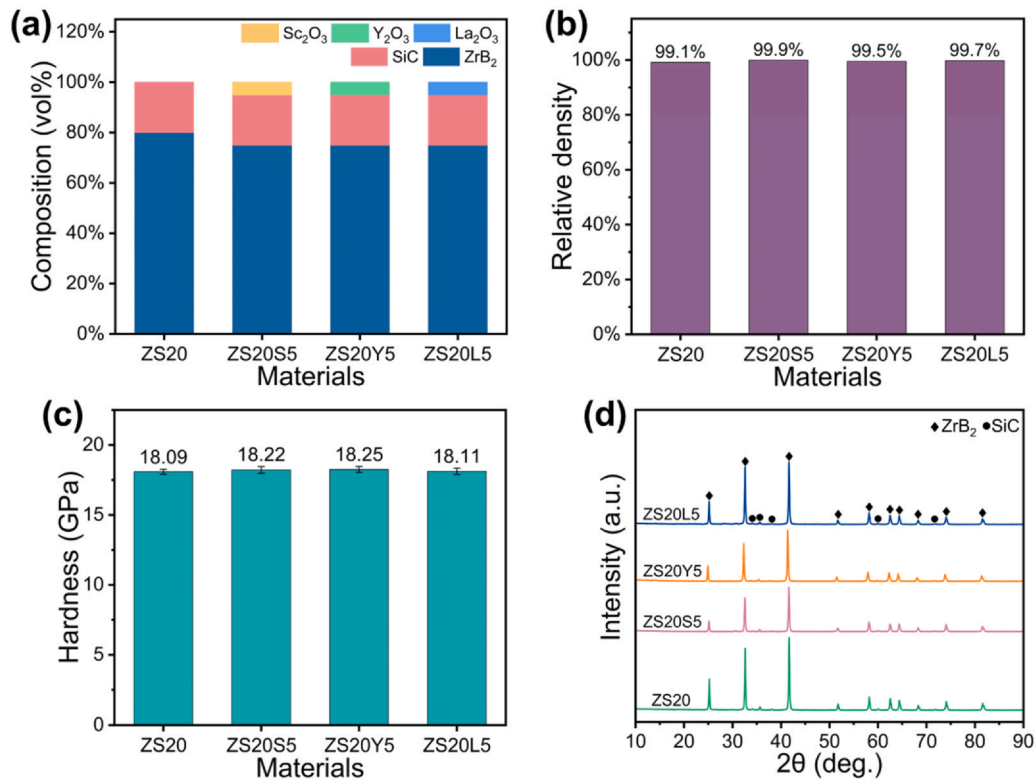 (a)
Sc₂O₃ Y₂O₃ La₂O₃
SiC ZrB₂
Composition (vol%)
120%
100%
80%
60%
40%
20%
0%
ZS20 ZS20S5 ZS20Y5 ZS20L5
Materials
(b)
Relative density
100%
80%
60%
40%
20%
0%
99.1% 99.9% 99.5% 99.7%
ZS20 ZS20S5 ZS20Y5 ZS20L5
Materials
(c)
Hardness (GPa)
20
15
10
5
0
18.09 18.22 18.25 18.11
ZS20 ZS20S5 ZS20Y5 ZS20L5
Materials
(d)
ZrB₂ SiC
Intensity (a.u.)
ZS20L5
ZS20Y5
ZS20S5
ZS20
10 20 30 40 50 60 70 80 90
2θ (deg.)